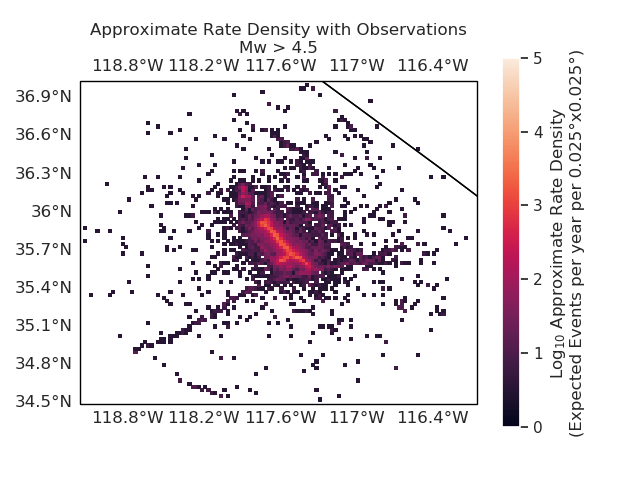 Approximate Rate Density with Observations
Mw > 4.5
118.8°W 118.2°W 117.6°W 117°W 116.4°W
36.9°N
36.6°N
36.3°N
36°N
35.7°N
35.4°N
35.1°N
34.8°N
34.5°N
118.8°W 118.2°W 117.6°W 117°W 116.4°W
5
4
3
2
1
0
Log₁₀ Approximate Rate Density
(Expected Events per year per 0.025°x0.025°)